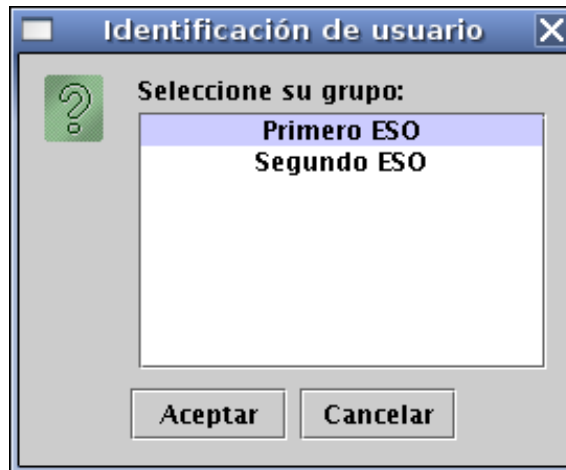 Identificación de usuario
Seleccione su grupo:
Primero ESO
Segundo ESO
Aceptar Cancelar